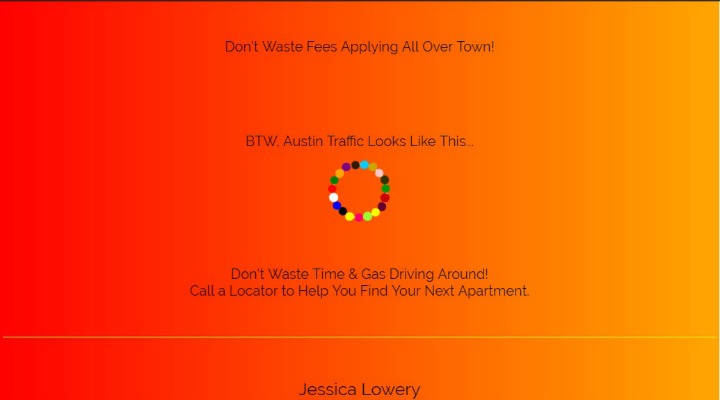 Don't Waste Fees Applying All Over Town!
BTW, Austin Traffic Looks Like This...
Don't Waste Time & Gas Driving Around!
Call a Locator to Help You Find Your Next Apartment.
Jessica Lowery